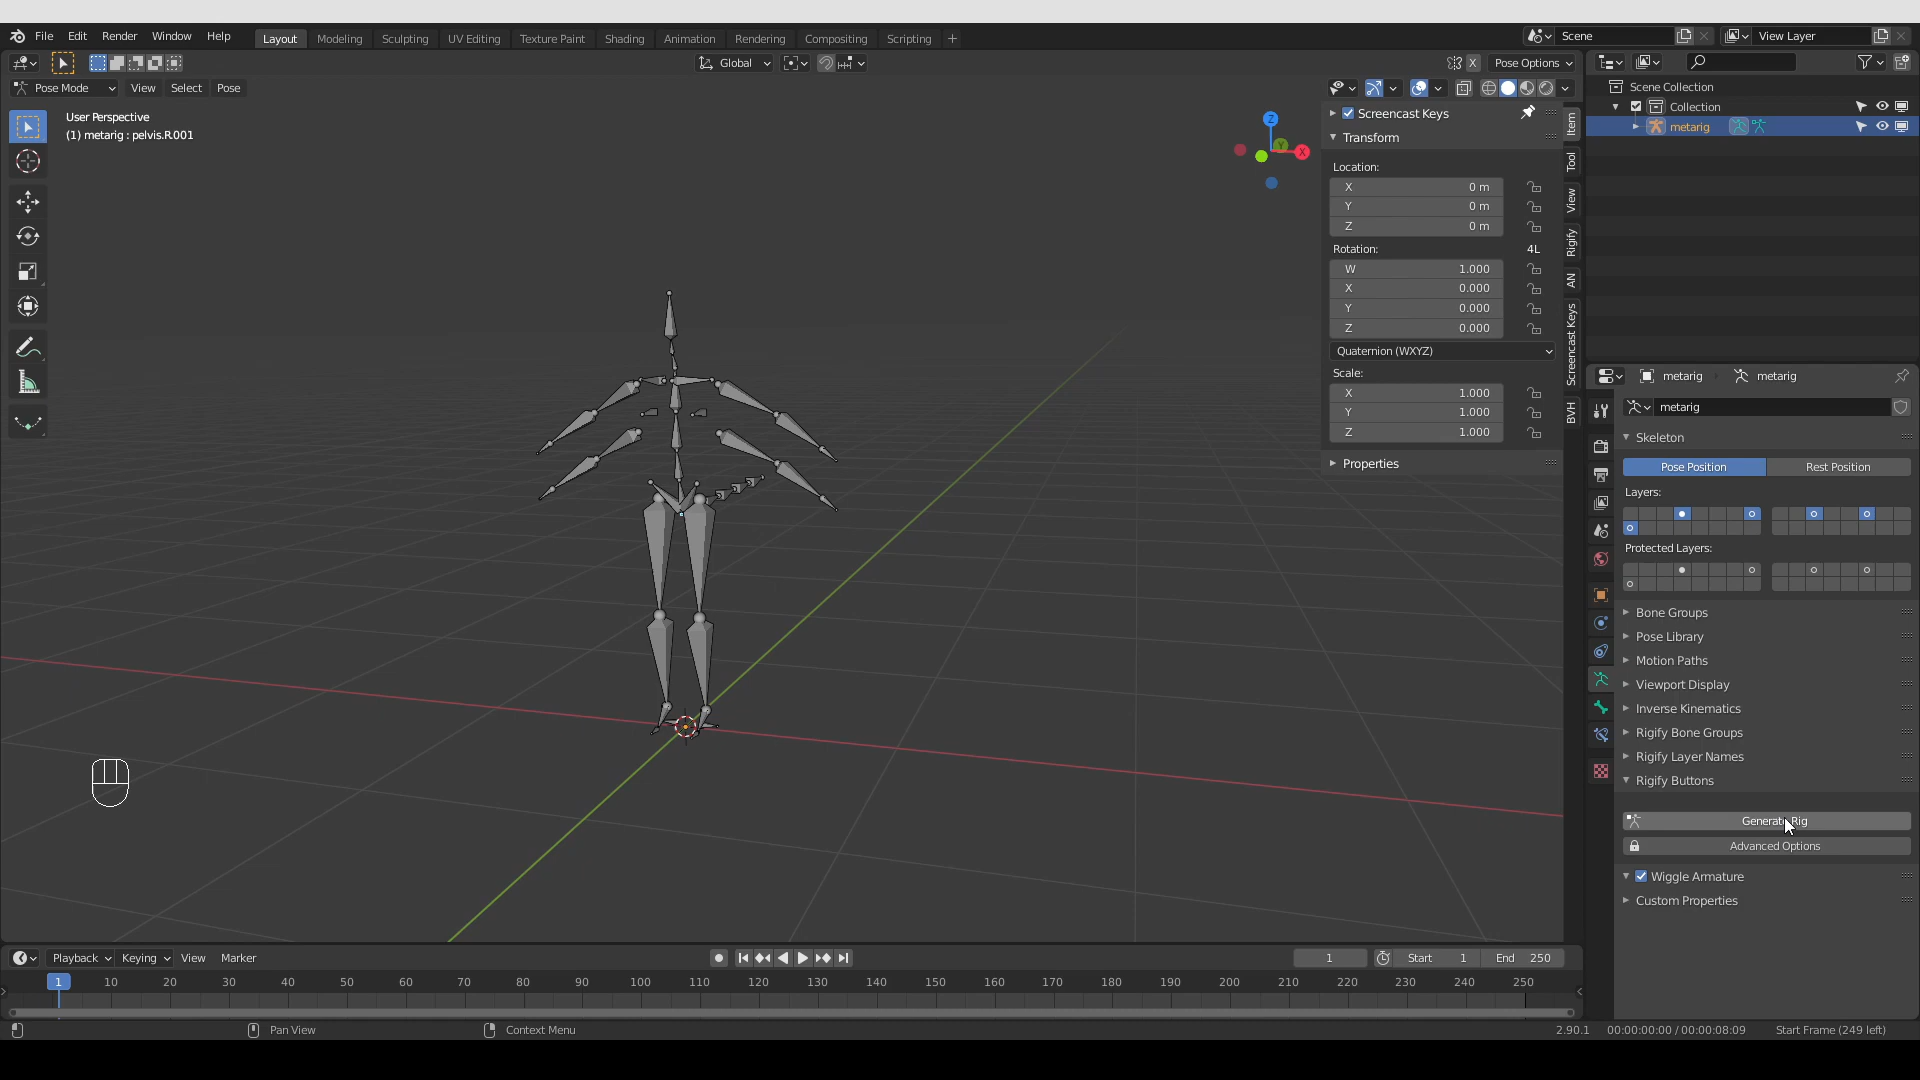 File Edit Render Window Help Layout Modeling Sculpting UV Editing Texture Paint Shading Animation Rendering Compositing Scripting Scene View Layer
Global Pose Options
Pose Mode View Select Pose
User Perspective
(1) metarig : pelvis.R.001
Z
Y
X
X
Screencast Keys
Transform
Location:
X 0 m
Y 0 m
Z 0 m
Rotation: 4L
W 1.000
X 0.000
Y 0.000
Z 0.000
Quaternion (WXYZ)
Scale:
X 1.000
Y 1.000
Z 1.000
Properties
Item
Tool
View
Rigify
AN
Screencast Keys
BVH
Scene Collection
Collection
metarig
metarig metarig
metarig
Skeleton
Pose Position Rest Position
Layers:
Protected Layers:
Bone Groups
Pose Library
Motion Paths
Viewport Display
Inverse Kinematics
Rigify Bone Groups
Rigify Layer Names
Rigify Buttons
Generate Rig
Advanced Options
Wiggle Armature
Custom Properties
Playback Keying View Marker 1 Start 1 End 250
1 10 20 30 40 50 60 70 80 90 100 110 120 130 140 150 160 170 180 190 200 210 220 230 240 250
Pan View Context Menu 2.90.1 00:00:00:00 / 00:00:08:09 Start Frame (249 left)